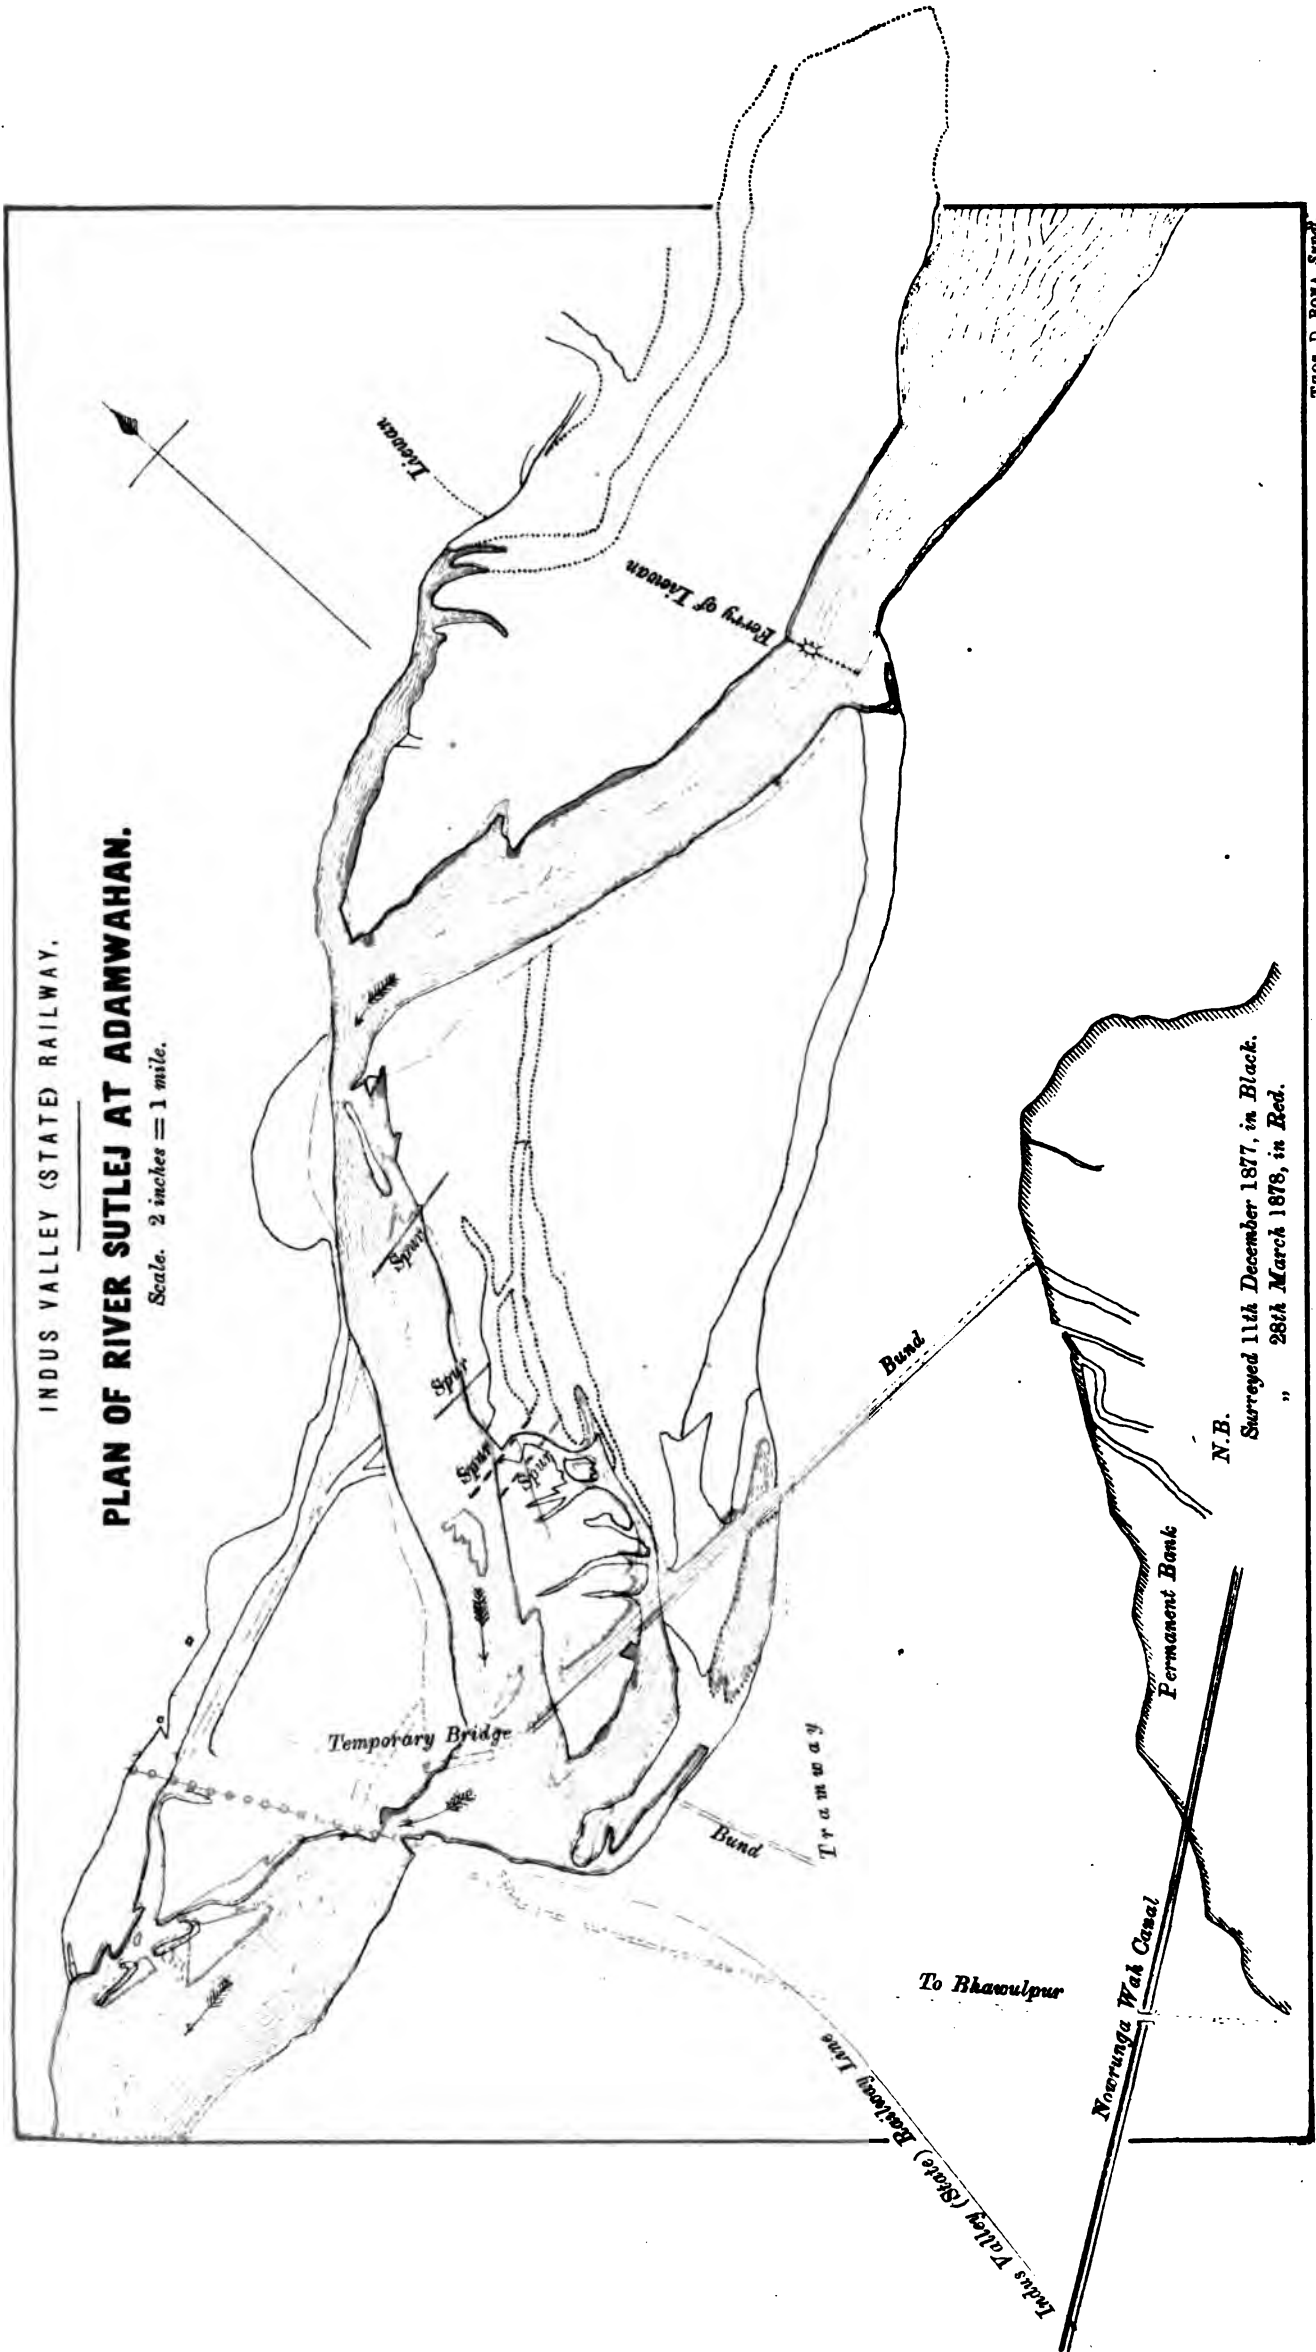 INDUS VALLEY (STATE) RAILWAY.
PLAN OF RIVER SUTLEJ AT ADAMWAHAN.
Scale. 2 inches = 1 mile.
Liewan
Ferry of Liewan
Spur
Spur
Spur
Spur
Bund
Temporary Bridge
Bund
Tramway
Permanent Bank
To Bhawulpur
Nowrunga Wah Canal
Indus Valley (State) Railway Line
N.B.
Surveyed 11th December 1877, in Black.
„ 28th March 1878, in Red.